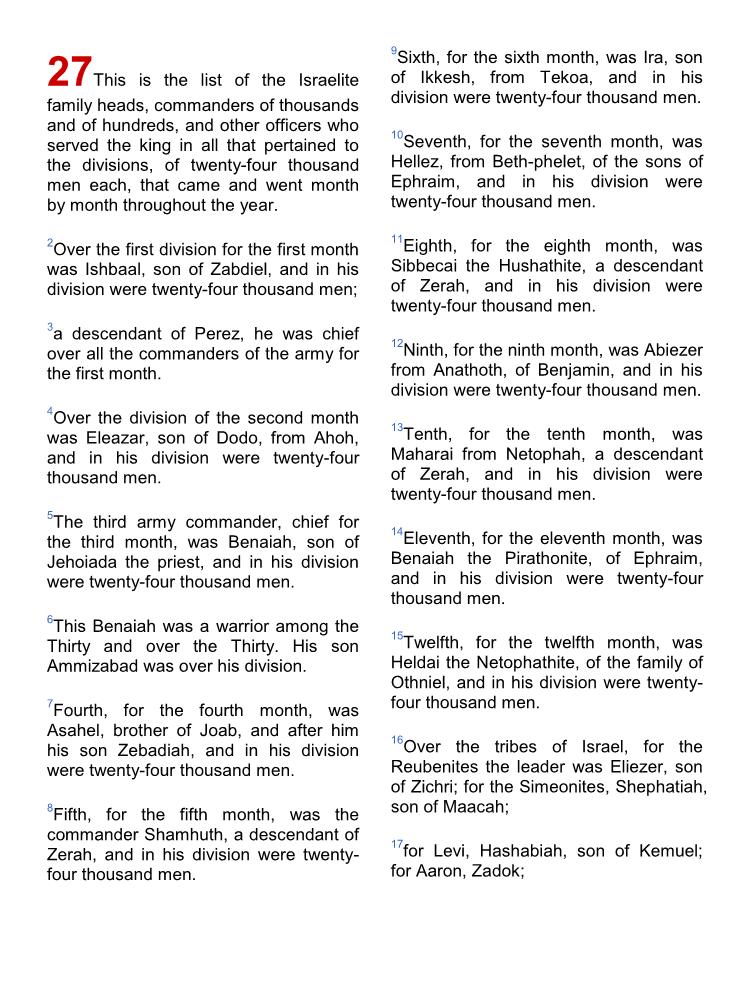 27This is the list of the Israelite
family heads, commanders of thousands
and of hundreds, and other officers who
served the king in all that pertained to
the divisions, of twenty-four thousand
men each, that came and went month
by month throughout the year.
2Over the first division for the first month
was Ishbaal, son of Zabdiel, and in his
division were twenty-four thousand men;
3a descendant of Perez, he was chief
over all the commanders of the army for
the first month.
4Over the division of the second month
was Eleazar, son of Dodo, from Ahoh,
and in his division were twenty-four
thousand men.
5The third army commander, chief for
the third month, was Benaiah, son of
Jehoiada the priest, and in his division
were twenty-four thousand men.
6This Benaiah was a warrior among the
Thirty and over the Thirty. His son
Ammizabad was over his division.
7Fourth, for the fourth month, was
Asahel, brother of Joab, and after him
his son Zebadiah, and in his division
were twenty-four thousand men.
8Fifth, for the fifth month, was the
commander Shamhuth, a descendant of
Zerah, and in his division were twenty-
four thousand men.
9Sixth, for the sixth month, was Ira, son
of Ikkesh, from Tekoa, and in his
division were twenty-four thousand men.
10Seventh, for the seventh month, was
Hellez, from Beth-phelet, of the sons of
Ephraim, and in his division were
twenty-four thousand men.
11Eighth, for the eighth month, was
Sibbecai the Hushathite, a descendant
of Zerah, and in his division were
twenty-four thousand men.
12Ninth, for the ninth month, was Abiezer
from Anathoth, of Benjamin, and in his
division were twenty-four thousand men.
13Tenth, for the tenth month, was
Maharai from Netophah, a descendant
of Zerah, and in his division were
twenty-four thousand men.
14Eleventh, for the eleventh month, was
Benaiah the Pirathonite, of Ephraim,
and in his division were twenty-four
thousand men.
15Twelfth, for the twelfth month, was
Heldai the Netophathite, of the family of
Othniel, and in his division were twenty-
four thousand men.
16Over the tribes of Israel, for the
Reubenites the leader was Eliezer, son
of Zichri; for the Simeonites, Shephatiah,
son of Maacah;
17for Levi, Hashabiah, son of Kemuel;
for Aaron, Zadok;